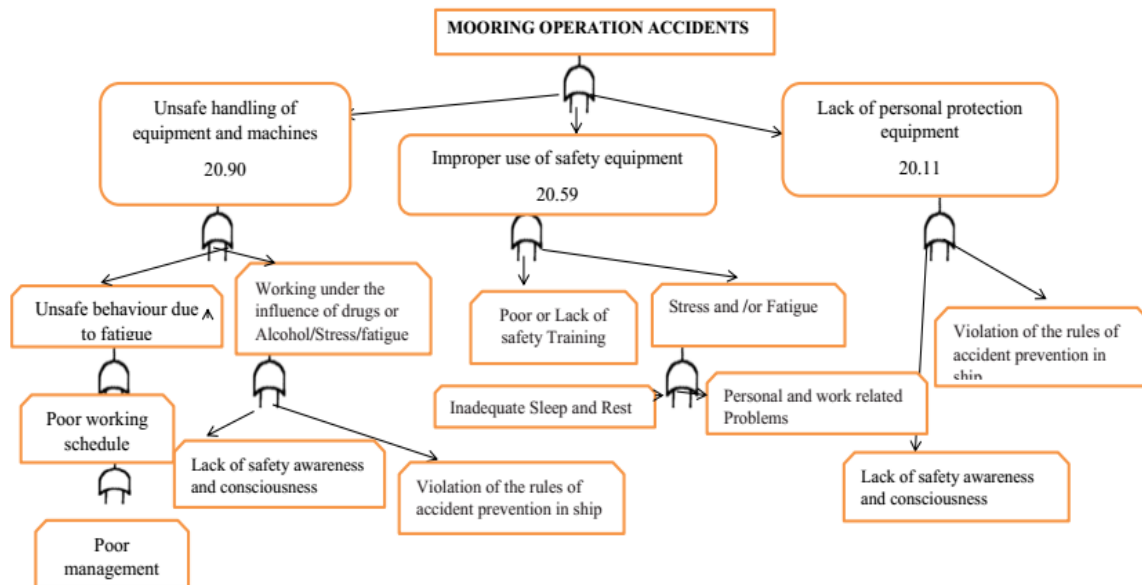 MOORING OPERATION ACCIDENTS
Unsafe handling of
equipment and machines
20.90
Improper use of safety equipment
20.59
Lack of personal protection
equipment
20.11
Unsafe behaviour due
to fatigue
Working under the
influence of drugs or
Alcohol/Stress/fatigue
Poor or Lack of
safety Training
Stress and /or Fatigue
Violation of the rules of
accident prevention in
ship
Poor working
schedule
Inadequate Sleep and Rest
Personal and work related
Problems
Lack of safety awareness
and consciousness
Violation of the rules of
accident prevention in ship
Lack of safety awareness
and consciousness
Poor
management